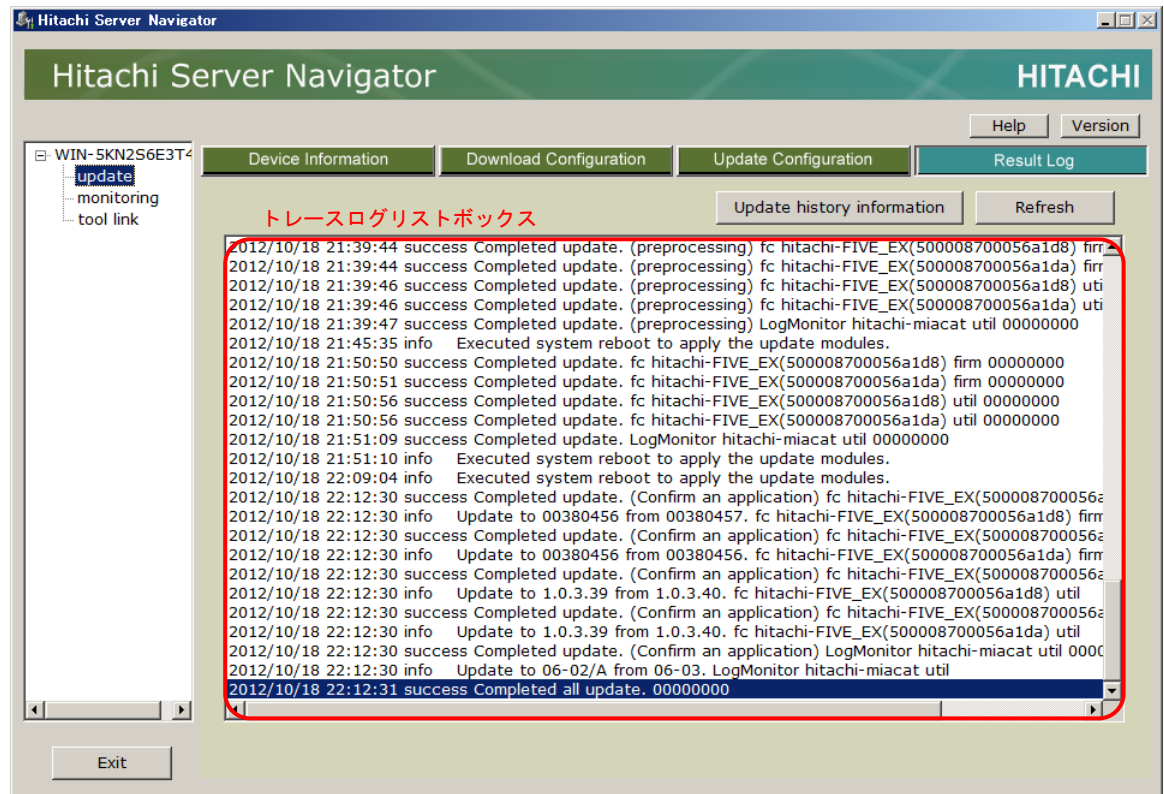 Hitachi Server Navigator
Hitachi Server Navigator
HITACHI
Help
Version
WIN-5KN2S6E3T4
update
monitoring
tool link
Device Information
Download Configuration
Update Configuration
Result Log
トレースログリストボックス
Update history information
Refresh
2012/10/18 21:39:44 success Completed update. (preprocessing) fc hitachi-FIVE_EX(500008700056a1d8) firr
2012/10/18 21:39:44 success Completed update. (preprocessing) fc hitachi-FIVE_EX(500008700056a1da) firr
2012/10/18 21:39:46 success Completed update. (preprocessing) fc hitachi-FIVE_EX(500008700056a1d8) uti
2012/10/18 21:39:46 success Completed update. (preprocessing) fc hitachi-FIVE_EX(500008700056a1da) uti
2012/10/18 21:39:47 success Completed update. (preprocessing) LogMonitor hitachi-miacat util 00000000
2012/10/18 21:45:35 info Executed system reboot to apply the update modules.
2012/10/18 21:50:50 success Completed update. fc hitachi-FIVE_EX(500008700056a1d8) firm 00000000
2012/10/18 21:50:51 success Completed update. fc hitachi-FIVE_EX(500008700056a1da) firm 00000000
2012/10/18 21:50:56 success Completed update. fc hitachi-FIVE_EX(500008700056a1d8) util 00000000
2012/10/18 21:50:56 success Completed update. fc hitachi-FIVE_EX(500008700056a1da) util 00000000
2012/10/18 21:51:09 success Completed update. LogMonitor hitachi-miacat util 00000000
2012/10/18 21:51:10 info Executed system reboot to apply the update modules.
2012/10/18 22:09:04 info Executed system reboot to apply the update modules.
2012/10/18 22:12:30 success Completed update. (Confirm an application) fc hitachi-FIVE_EX(500008700056a
2012/10/18 22:12:30 info Update to 00380456 from 00380457. fc hitachi-FIVE_EX(500008700056a1d8) firm
2012/10/18 22:12:30 success Completed update. (Confirm an application) fc hitachi-FIVE_EX(500008700056a
2012/10/18 22:12:30 info Update to 00380456 from 00380456. fc hitachi-FIVE_EX(500008700056a1da) firm
2012/10/18 22:12:30 success Completed update. (Confirm an application) fc hitachi-FIVE_EX(500008700056a
2012/10/18 22:12:30 info Update to 1.0.3.39 from 1.0.3.40. fc hitachi-FIVE_EX(500008700056a1d8) util
2012/10/18 22:12:30 success Completed update. (Confirm an application) fc hitachi-FIVE_EX(500008700056a
2012/10/18 22:12:30 info Update to 1.0.3.39 from 1.0.3.40. fc hitachi-FIVE_EX(500008700056a1da) util
2012/10/18 22:12:30 success Completed update. (Confirm an application) LogMonitor hitachi-miacat util 0000
2012/10/18 22:12:30 info Update to 06-02/A from 06-03. LogMonitor hitachi-miacat util
2012/10/18 22:12:31 success Completed all update. 00000000
Exit